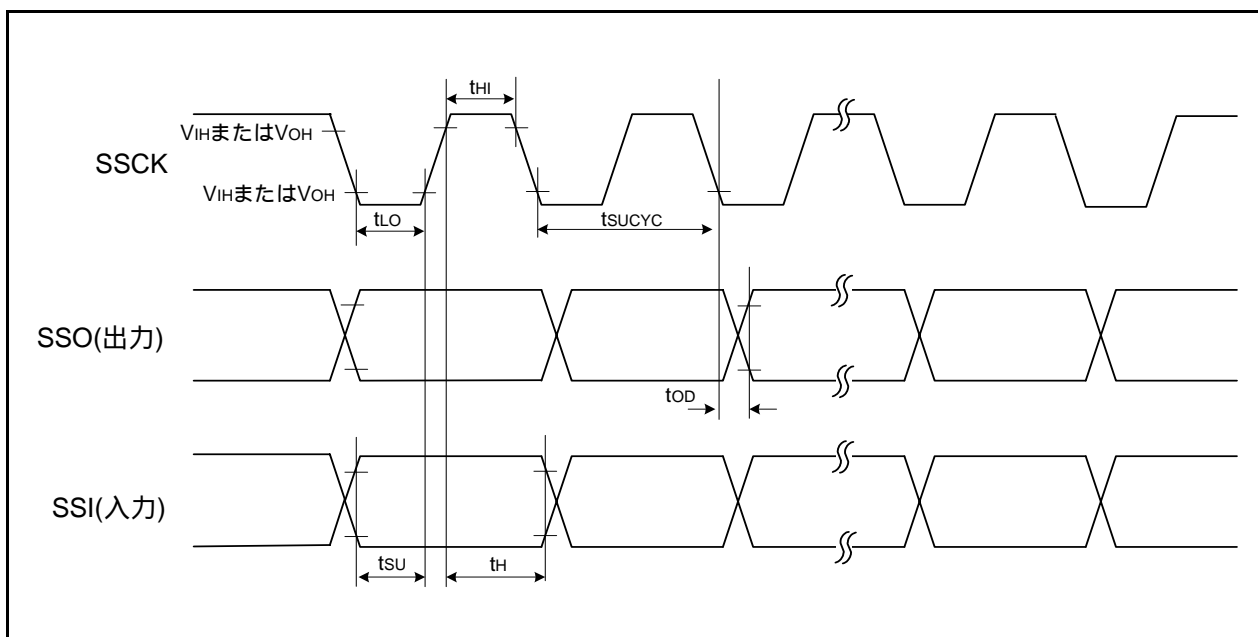 tHI
VIHまたはVOH
SSCK
VIHまたはVOH
tLO
tSUCYC
SSO(出力)
tOD
SSI(入力)
tSU
tH